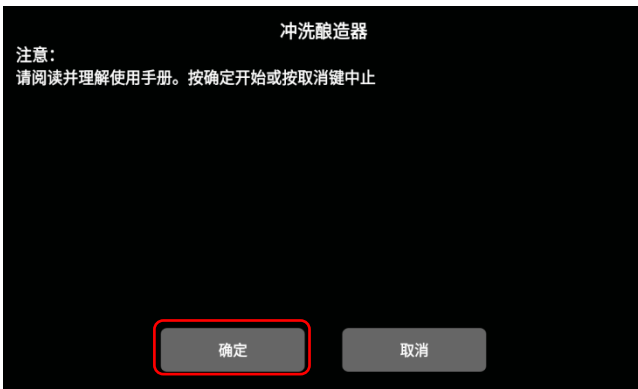 冲洗酿造器
注意：
请阅读并理解使用手册。按确定开始或按取消键中止
确定
取消